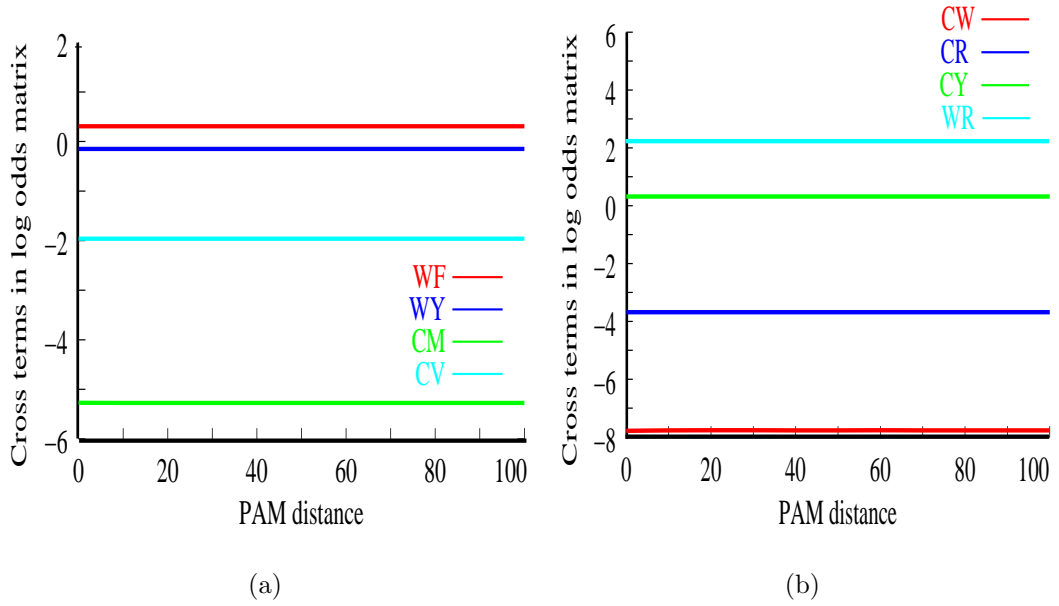 Cross terms in log odds matrix
2
0
−2
−4
−6
WF
WY
CM
CV
0 20 40 60 80 100
PAM distance
(a)
Cross terms in log odds matrix
6
4
2
0
−2
−4
−6
−8
CW
CR
CY
WR
0 20 40 60 80 100
PAM distance
(b)